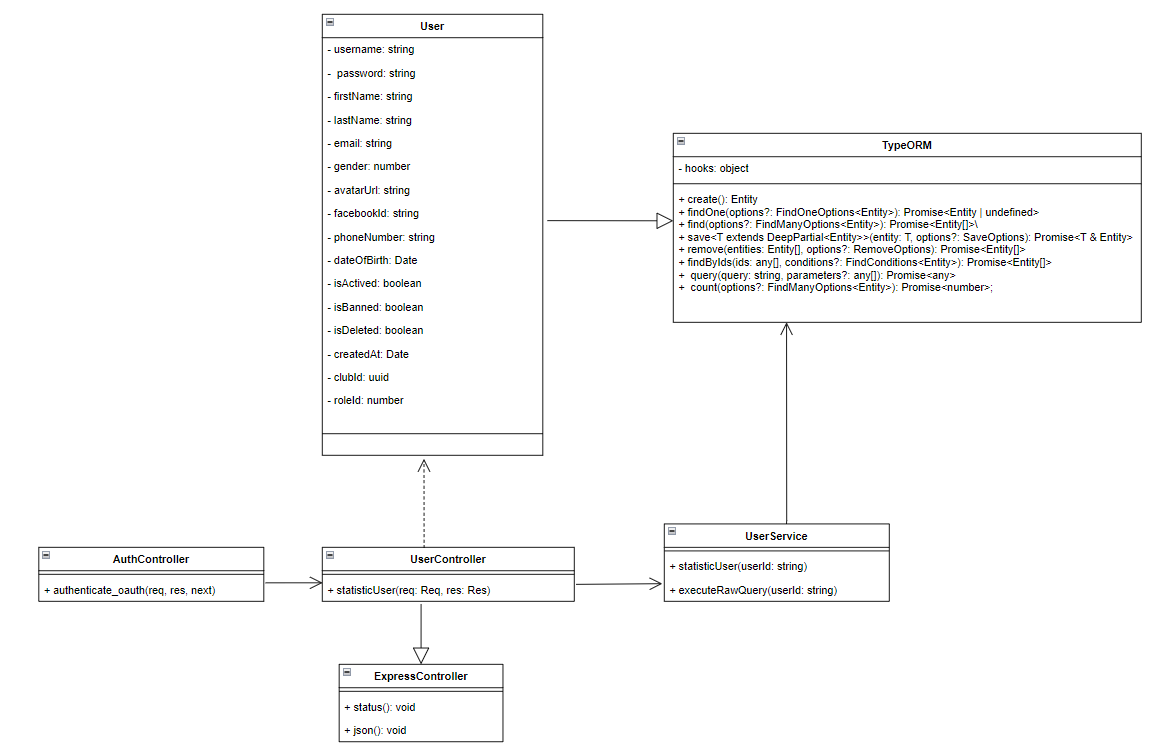 User
- username: string
-  password: string
- firstName: string
- lastName: string
- email: string
- gender: number
- avatarUrl: string
- facebookId: string
- phoneNumber: string
- dateOfBirth: Date
- isActived: boolean
- isBanned: boolean
- isDeleted: boolean
- createdAt: Date
- clubId: uuid
- roleId: number
TypeORM
- hooks: object
+ create(): Entity
+ findOne(options?: FindOneOptions<Entity>): Promise<Entity | undefined>
+ find(options?: FindManyOptions<Entity>): Promise<Entity[]>\
+ save<T extends DeepPartial<Entity>>(entity: T, options?: SaveOptions): Promise<T & Entity>
+ remove(entities: Entity[], options?: RemoveOptions): Promise<Entity[]>
+ findByIds(ids: any[], conditions?: FindConditions<Entity>): Promise<Entity[]>
+  query(query: string, parameters?: any[]): Promise<any>
+  count(options?: FindManyOptions<Entity>): Promise<number>;
AuthController
+ authenticate_oauth(req, res, next)
UserController
+ statisticUser(req: Req, res: Res)
UserService
+ statisticUser(userId: string)
+ executeRawQuery(userId: string)
ExpressController
+ status(): void
+ json(): void